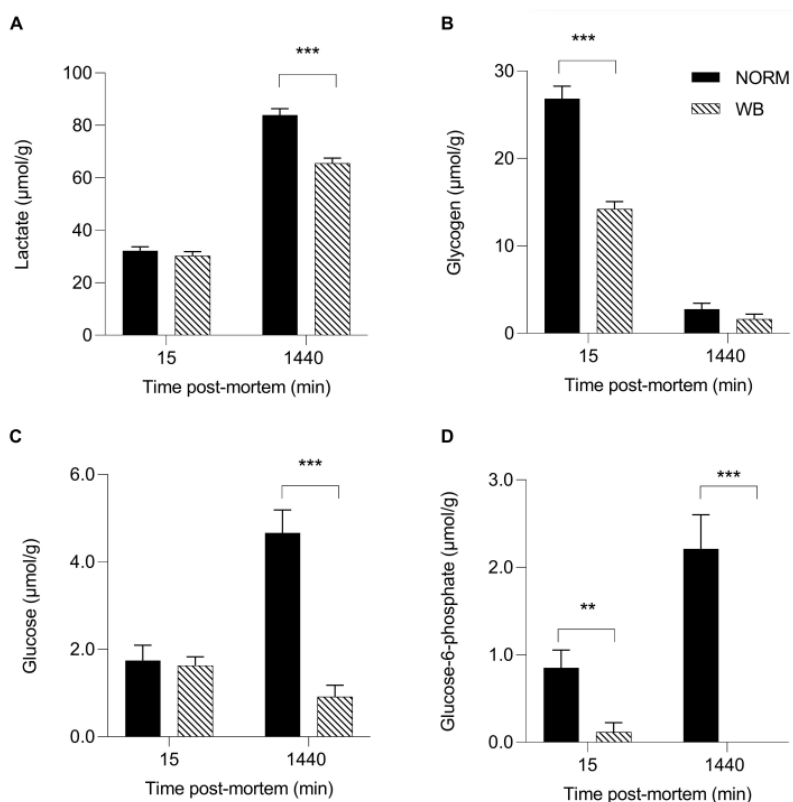 A
Lactate (µmol/g)
100
80
60
40
20
0
***
15
1440
Time post-mortem (min)
B
Glycogen (µmol/g)
30
20
10
0
***
NORM
WB
15
1440
Time post-mortem (min)
C
Glucose (µmol/g)
6.0
4.0
2.0
0.0
***
15
1440
Time post-mortem (min)
D
Glucose-6-phosphate (µmol/g)
3.0
2.0
1.0
0.0
**
***
15
1440
Time post-mortem (min)